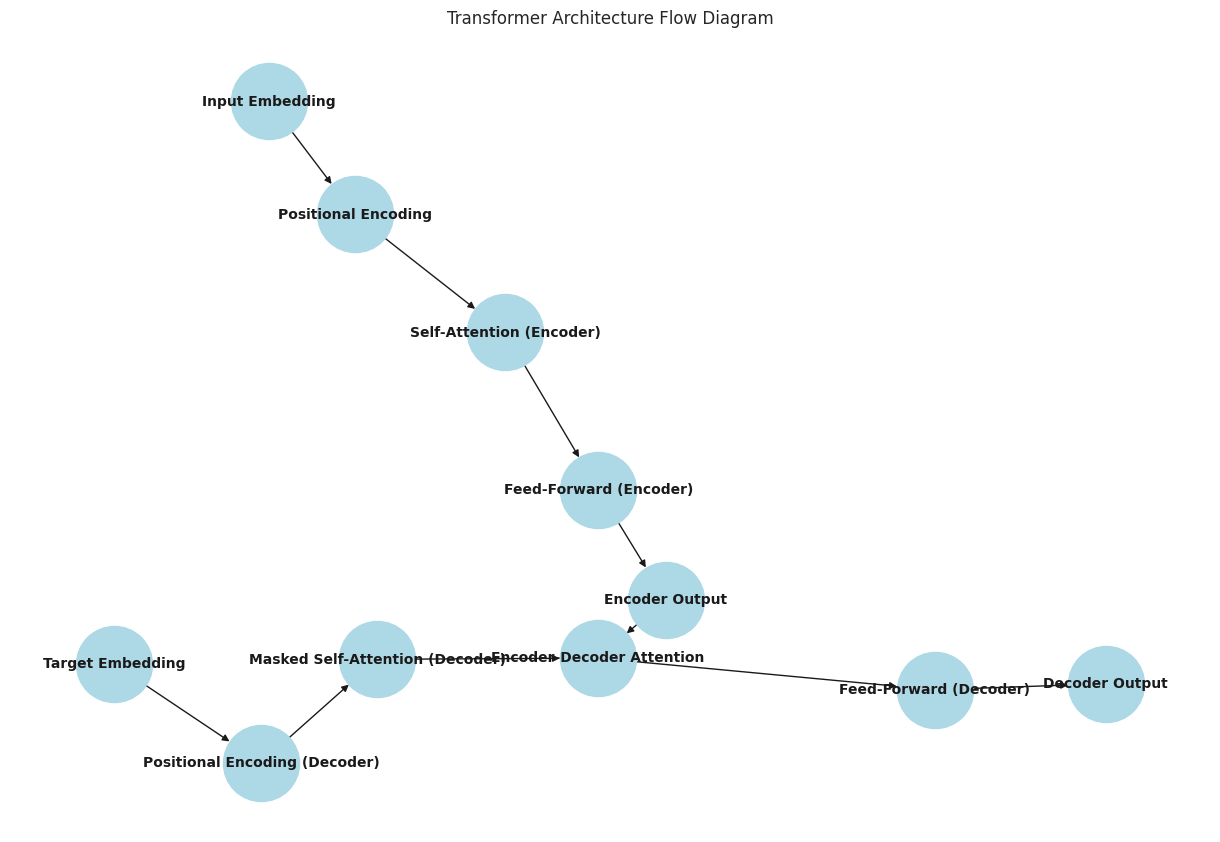 Transformer Architecture Flow Diagram
Input Embedding
Positional Encoding
Self-Attention (Encoder)
Feed-Forward (Encoder)
Encoder Output
Target Embedding
Masked Self-Attention (Decoder)
Encoder-Decoder Attention
Feed-Forward (Decoder)
Decoder Output
Positional Encoding (Decoder)